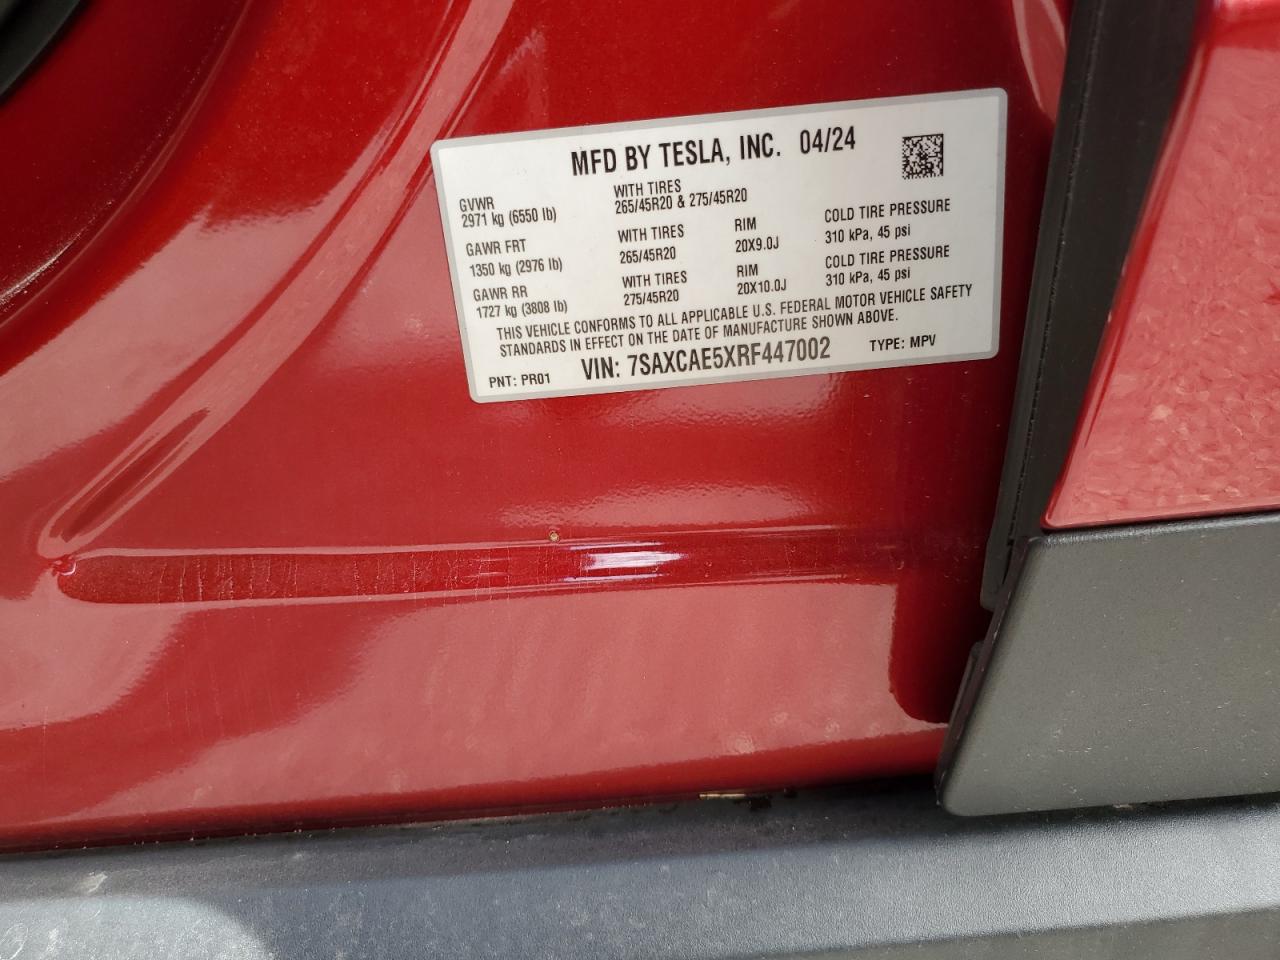 MFD BY TESLA, INC. 04/24
GVWR
2971 kg (6550 lb)
WITH TIRES
265/45R20 & 275/45R20
GAWR FRT
1350 kg (2976 lb)
WITH TIRES
265/45R20
RIM
20X9.0J
COLD TIRE PRESSURE
310 kPa, 45 psi
GAWR RR
1727 kg (3808 lb)
WITH TIRES
275/45R20
RIM
20X10.0J
COLD TIRE PRESSURE
310 kPa, 45 psi
THIS VEHICLE CONFORMS TO ALL APPLICABLE U.S. FEDERAL MOTOR VEHICLE SAFETY
STANDARDS IN EFFECT ON THE DATE OF MANUFACTURE SHOWN ABOVE.
PNT: PR01 VIN: 7SAXCAE5XRF447002 TYPE: MPV